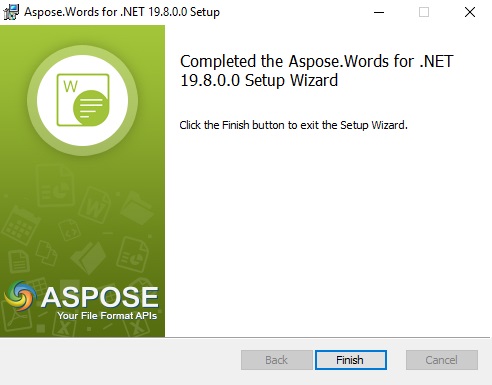 Aspose.Words for .NET 19.8.0.0 Setup
W
Completed the Aspose.Words for .NET
19.8.0.0 Setup Wizard
Click the Finish button to exit the Setup Wizard.
ASPOSE
Your File Format APIs
Back
Finish
Cancel